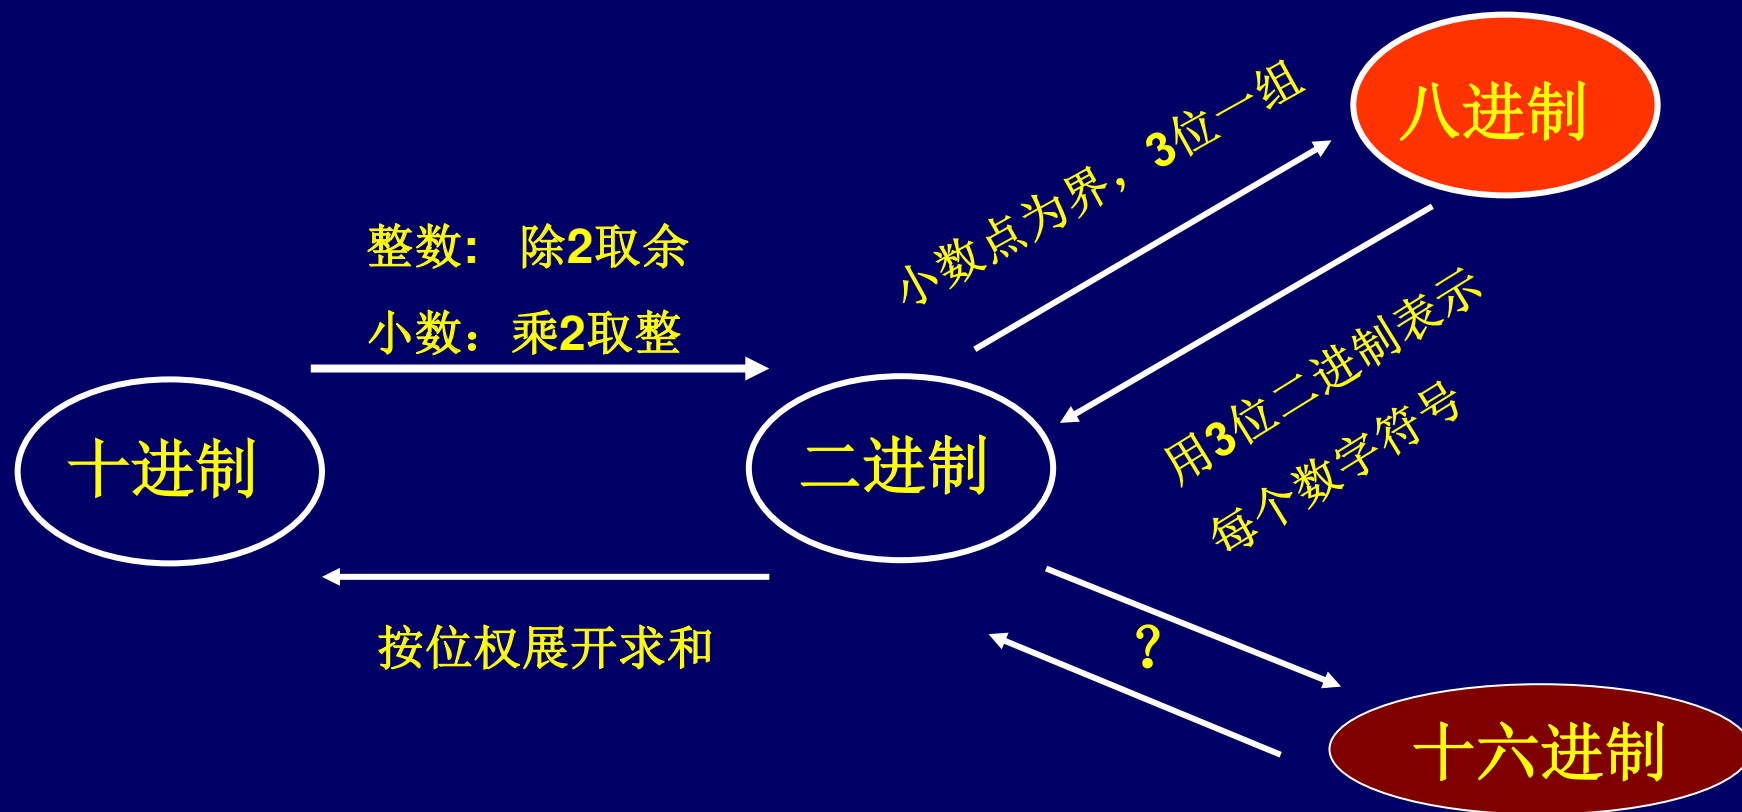 八进制
小数点为界，3位一组
整数： 除2取余
小数：乘2取整
用3位二进制表示
每个数字符号
十进制
二进制
按位权展开求和
？
十六进制